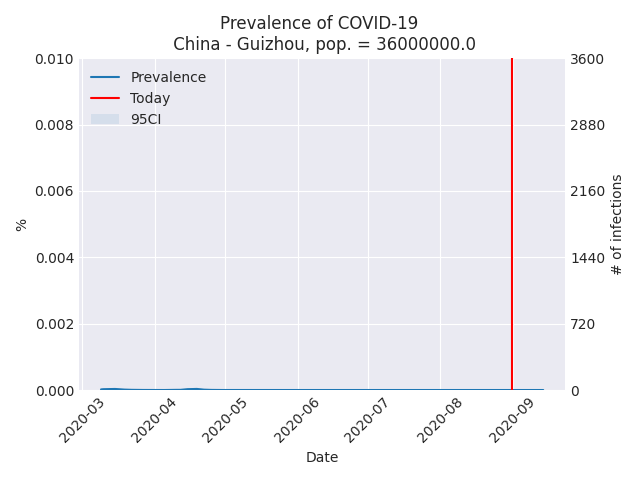 Prevalence of COVID-19
China - Guizhou, pop. = 36000000.0
Prevalence
Today
95CI
0.010
0.008
0.006
0.004
0.002
0.000
%
3600
2880
2160
1440
720
0
# of infections
2020-03
2020-04
2020-05
2020-06
2020-07
2020-08
2020-09
Date